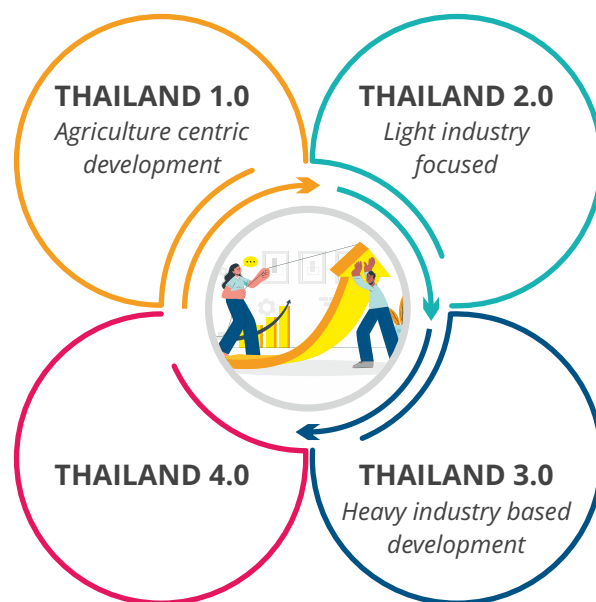 THAILAND 1.0
Agriculture centric
development
THAILAND 2.0
Light industry
focused
THAILAND 4.0
THAILAND 3.0
Heavy industry based
development